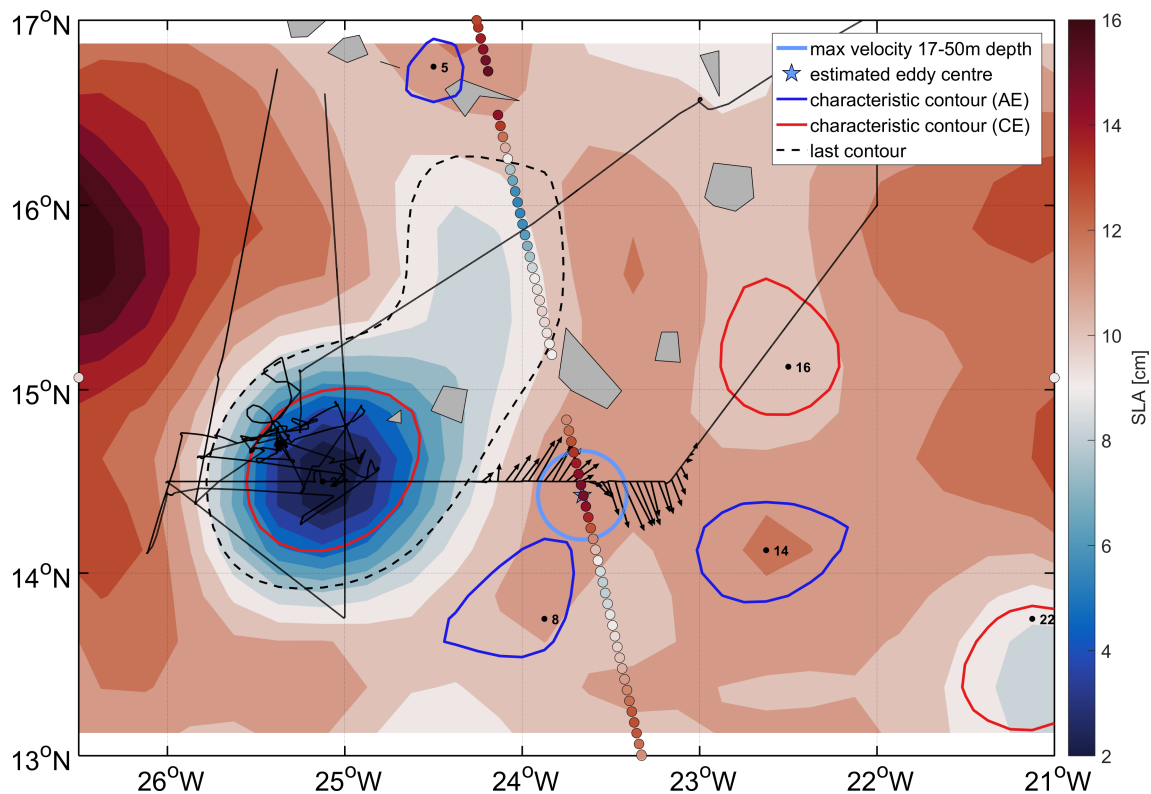 17°N
16°N
15°N
14°N
13°N
26°W
25°W
24°W
23°W
22°W
21°W
max velocity 17-50m depth
estimated eddy centre
characteristic contour (AE)
characteristic contour (CE)
last contour
5
16
2
14
8
22
16
14
12
10
8
6
4
2
SLA [cm]